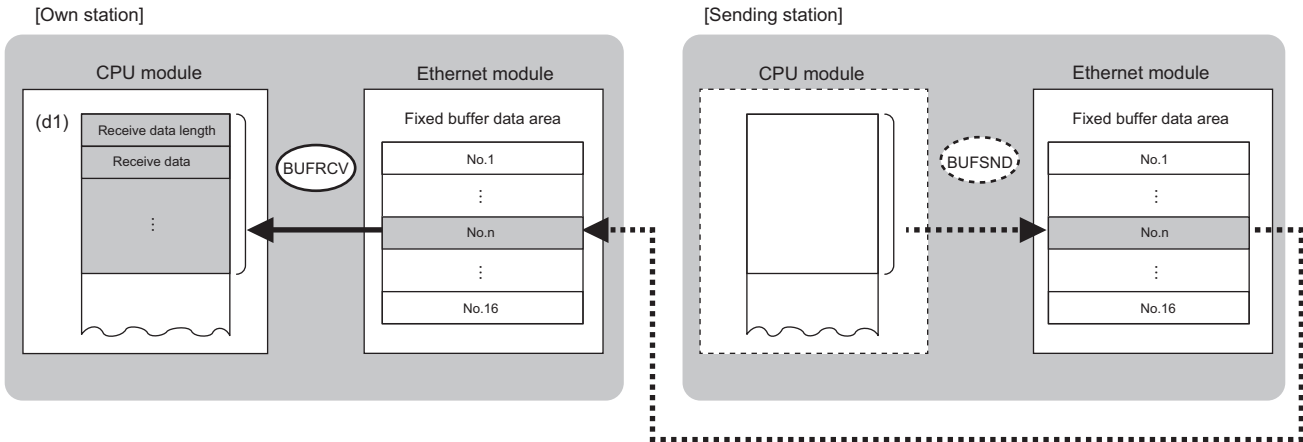 [Own station]
CPU module
Ethernet module
(d1)
Receive data length
Receive data
⋮
BUFRCV
Fixed buffer data area
No.1
⋮
No.n
⋮
No.16
[Sending station]
CPU module
Ethernet module
BUFSND
Fixed buffer data area
No.1
⋮
No.n
⋮
No.16